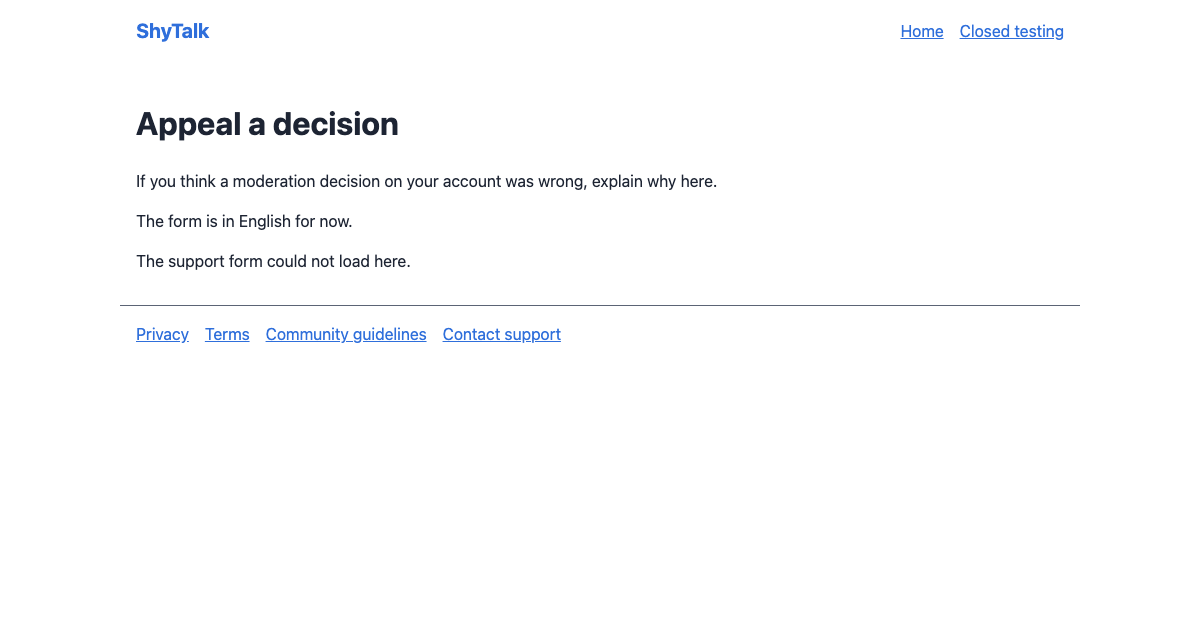 ShyTalk
Home Closed testing
Appeal a decision
If you think a moderation decision on your account was wrong, explain why here.
The form is in English for now.
The support form could not load here.
Privacy Terms Community guidelines Contact support